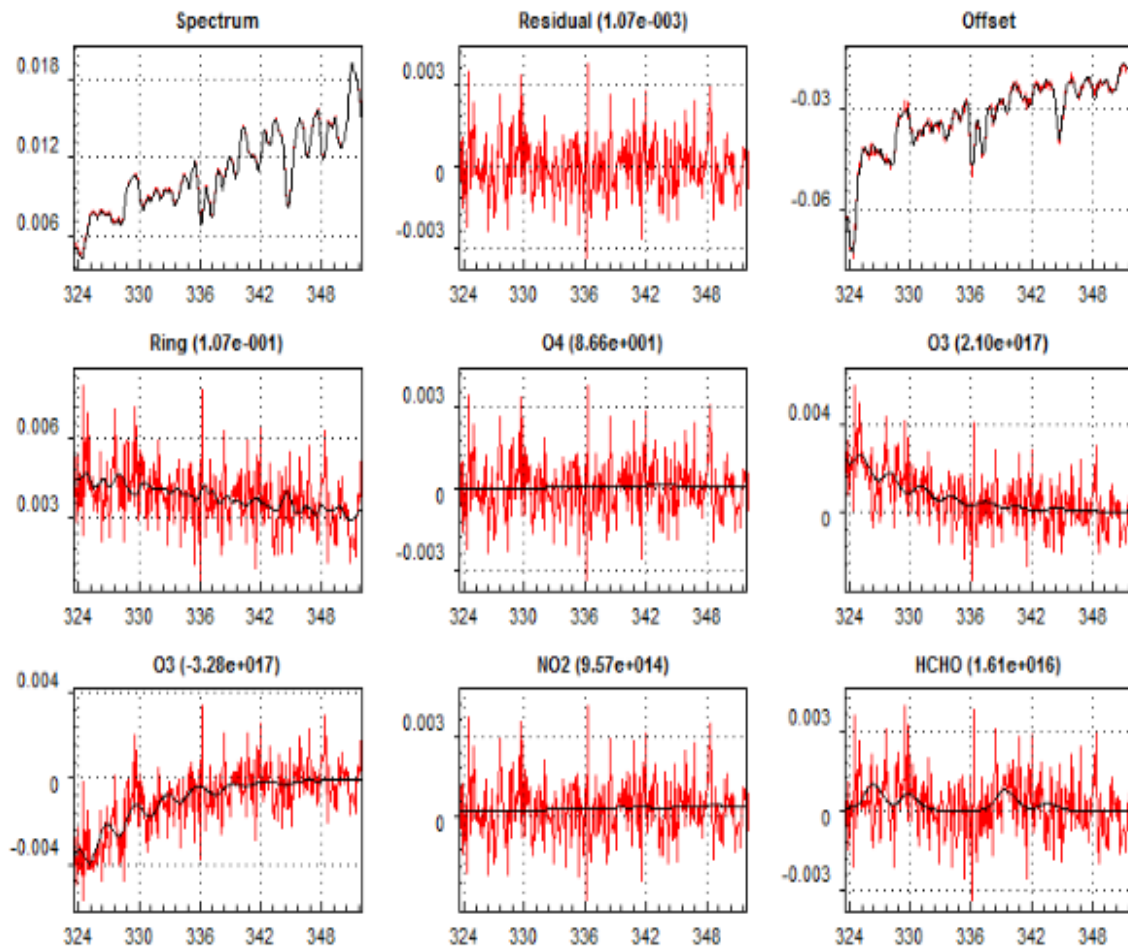 Spectrum
0.018
0.012
0.006
324 330 336 342 348
Residual (1.07e-003)
0.003
0
-0.003
324 330 336 342 348
Offset
-0.03
-0.06
324 330 336 342 348
Ring (1.07e-001)
0.006
0.003
324 330 336 342 348
O4 (8.66e+001)
0.003
0
-0.003
324 330 336 342 348
O3 (2.10e+017)
0.004
0
324 330 336 342 348
O3 (-3.28e+017)
0.004
0
-0.004
324 330 336 342 348
NO2 (9.57e+014)
0.003
0
324 330 336 342 348
HCHO (1.61e+016)
0.003
0
-0.003
324 330 336 342 348